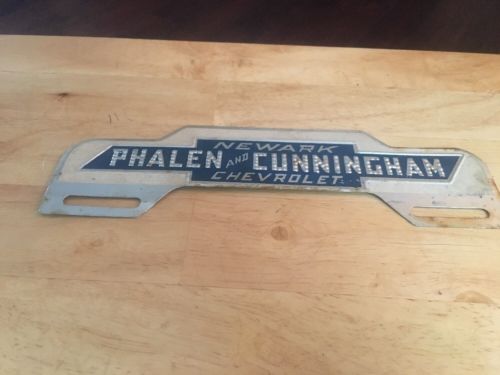 NEWARK
PHALEN AND CUNNINGHAM
CHEVROLET